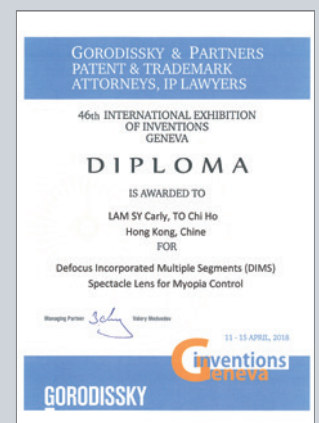 GORODISSKY & PARTNERS
PATENT & TRADEMARK
ATTORNEYS, IP LAWYERS
46th INTERNATIONAL EXHIBITION
OF INVENTIONS
GENEVA
DIPLOMA
IS AWARDED TO
LAM SY Carly, TO Chi Ho
Hong Kong, Chine
FOR
Defocus Incorporated Multiple Segments (DIMS)
Spectacle Lens for Myopia Control
Managing Partner Valery Medvedev
11 - 15 APRIL, 2018
inventions
Geneva
GORODISSKY